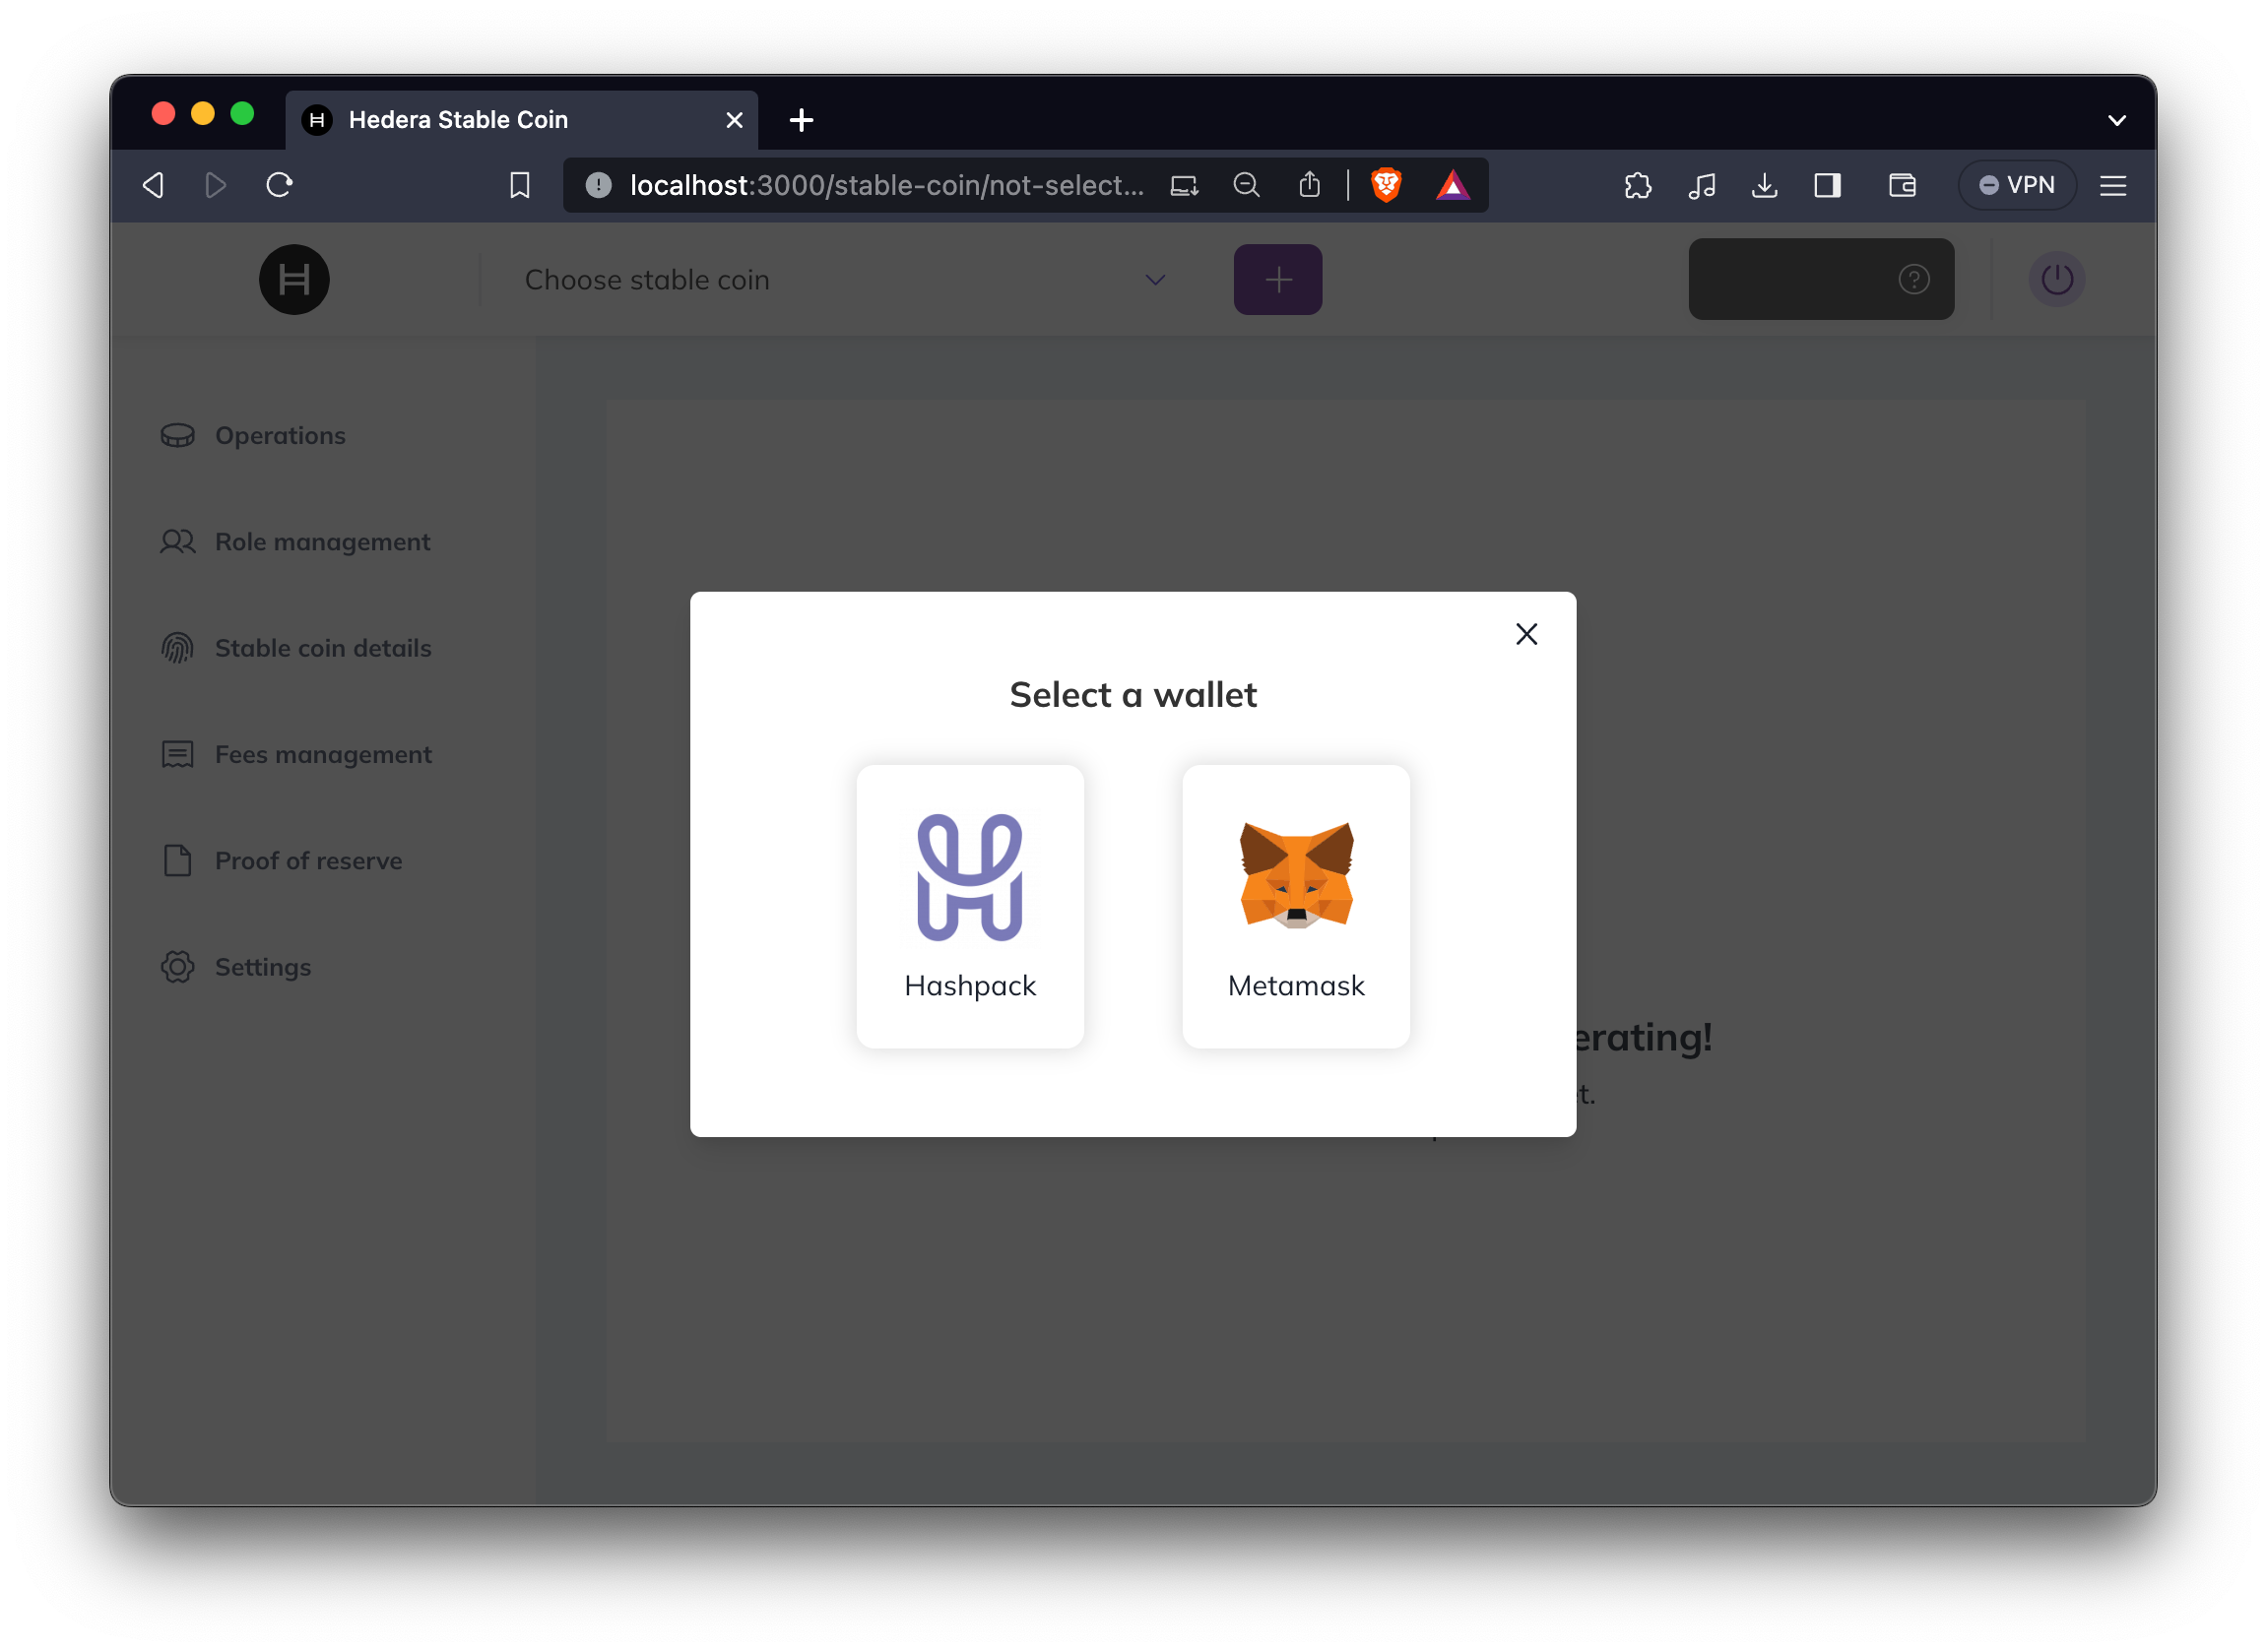 Hedera Stable Coin
localhost:3000/stable-coin/not-select...
VPN
Choose stable coin
Operations
Role management
Stable coin details
Fees management
Proof of reserve
Settings
Select a wallet
Hashpack
Metamask
erating!
t.